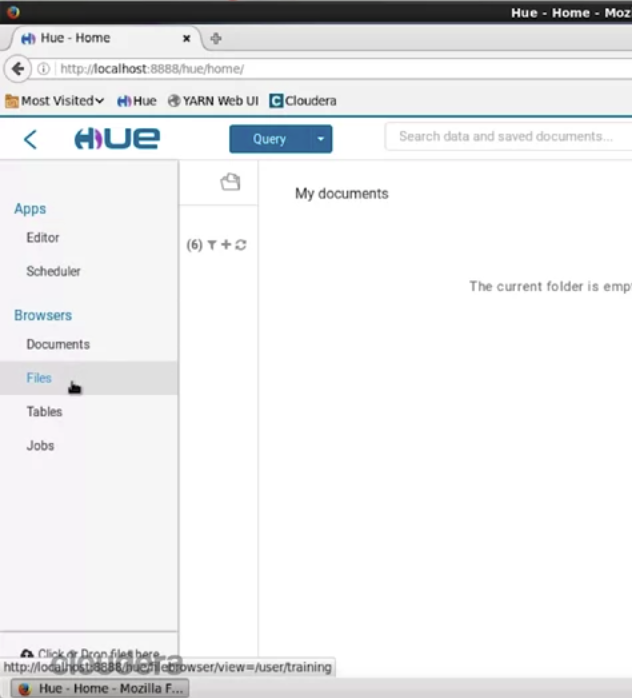 Hue - Home - Moz
Hue - Home
http://localhost:8888/hue/home/
Most Visited
Hue
YARN Web UI
Cloudera
HUE
Query
Search data and saved documents...
Apps
My documents
Editor
(6)
Scheduler
The current folder is emp
Browsers
Documents
Files
Tables
Jobs
Click or Drop files here
cloudera
http://localhost:8888/hue/filebrowser/view=/user/training
Hue - Home - Mozilla F...